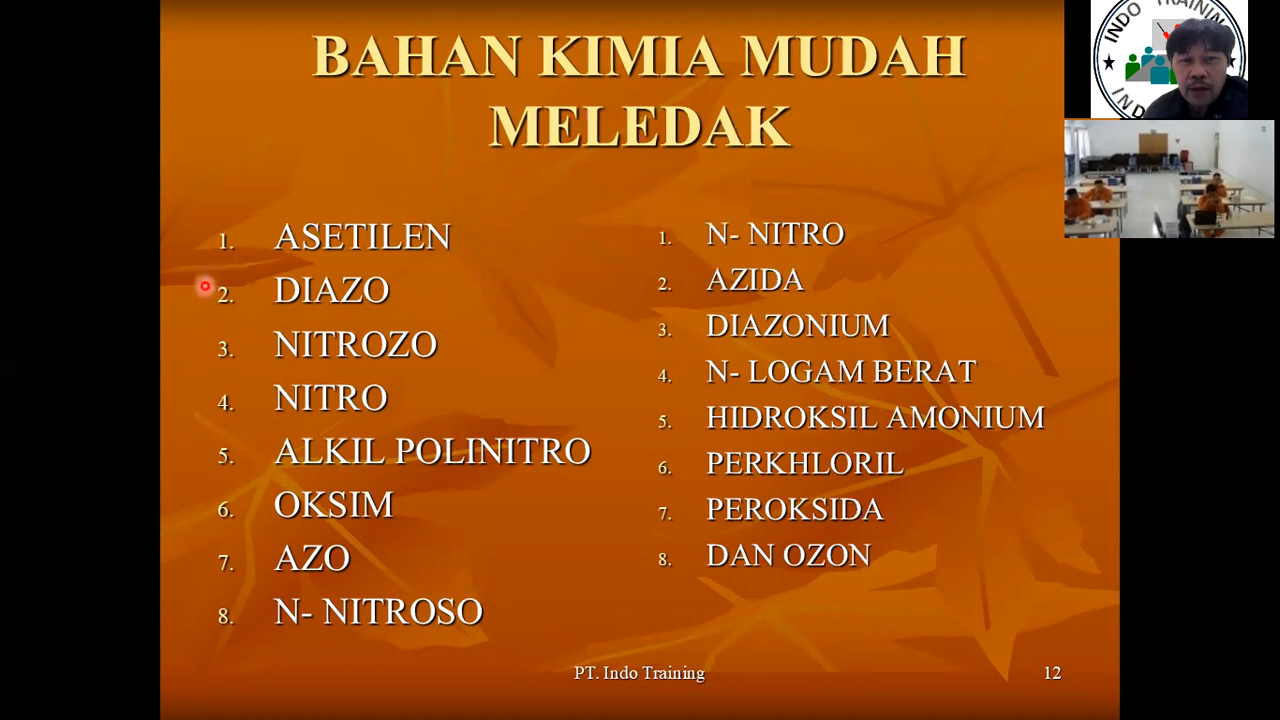 BAHAN KIMIA MUDAH
MELEDAK
1. ASETILEN
2. DIAZO
3. NITROZO
4. NITRO
5. ALKIL POLINITRO
6. OKSIM
7. AZO
8. N- NITROSO
1. N- NITRO
2. AZIDA
3. DIAZONIUM
4. N- LOGAM BERAT
5. HIDROKSIL AMONIUM
6. PERKHLORIL
7. PEROKSIDA
8. DAN OZON
PT. Indo Training
12
INDO TRAINING
IND